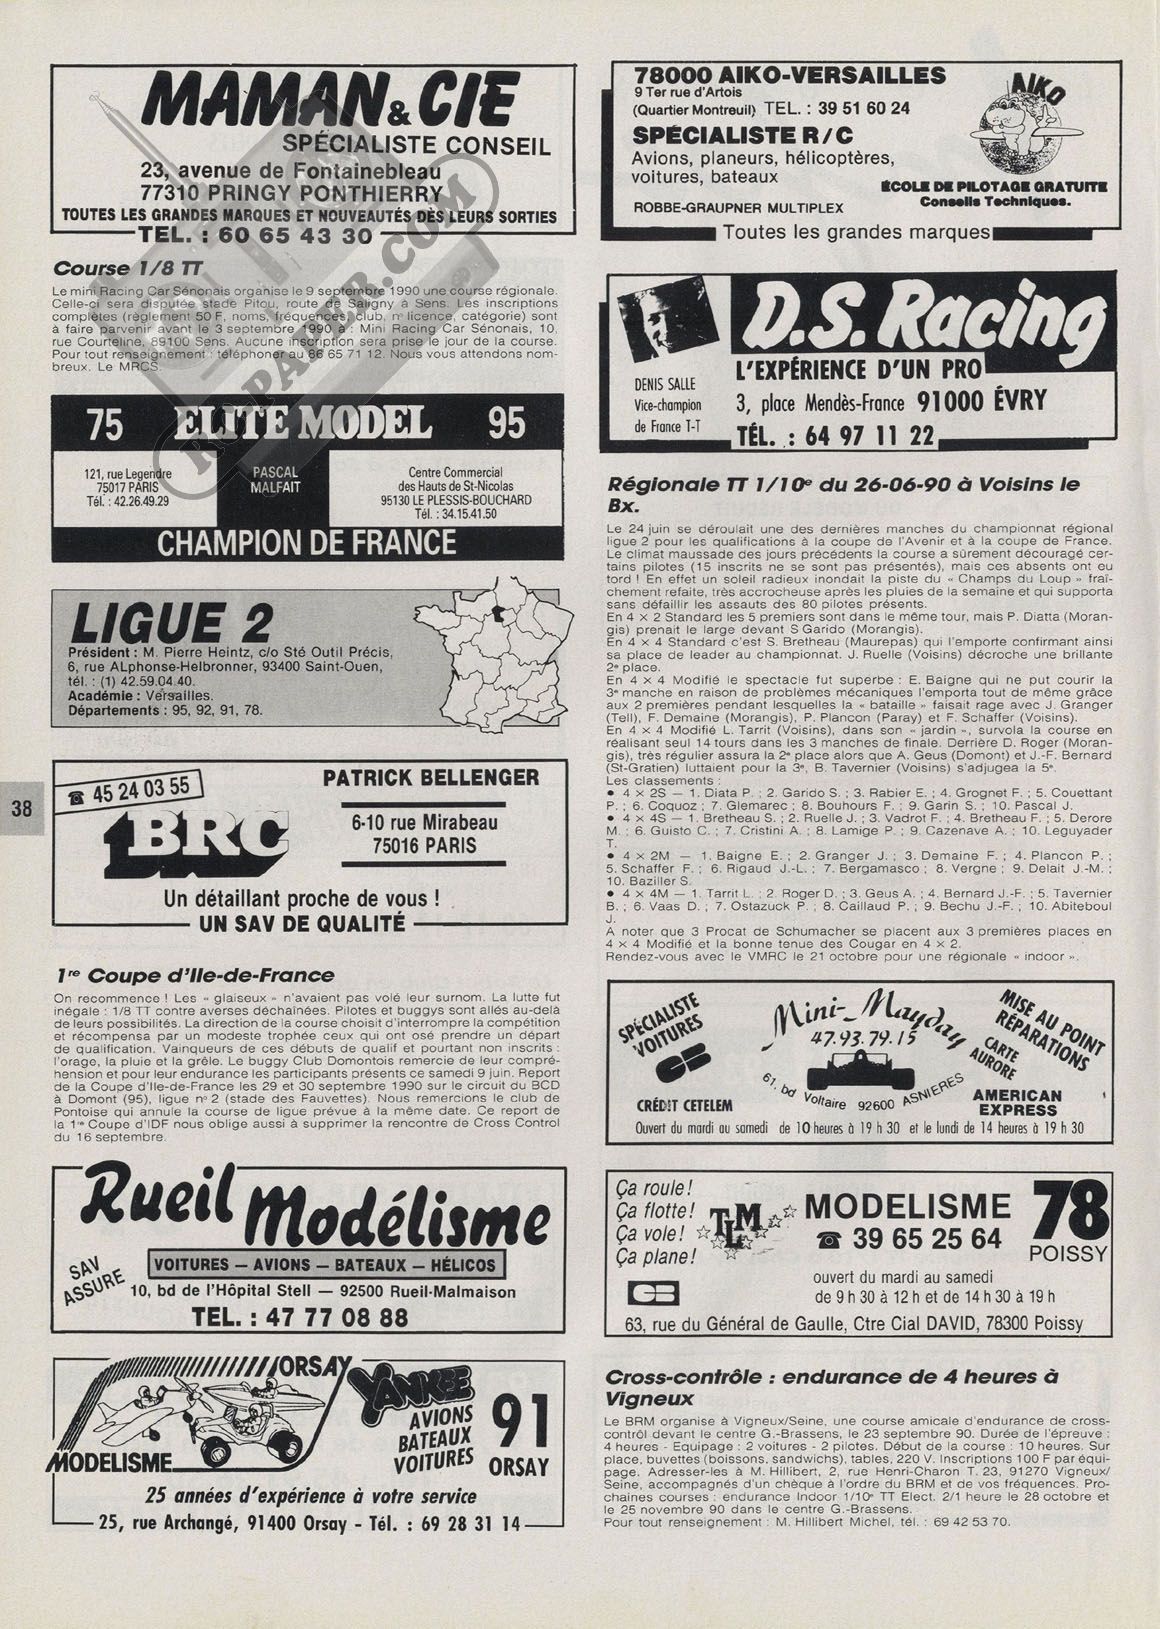 MAMAN & CIE
SPÉCIALISTE CONSEIL
23, avenue de Fontainebleau
77310 PRINGY PONTHIERRY
TOUTES LES GRANDES MARQUES ET NOUVEAUTÉS DÈS LEURS SORTIES
TEL. : 60 65 43 30
RCPAPER.COM
Course 1/8 TT
Le mini Racing Car Sénonais organise le 9 septembre 1990 une course régionale.
Celle-ci sera disputée stade Pitou, route de Saligny à Sens. Les inscriptions
complètes (règlement 50 F, noms, fréquences, club, n° licence, catégorie) sont
à faire parvenir avant le 3 septembre 1990 à : Mini Racing Car Sénonais, 10,
rue Courteline, 89100 Sens. Aucune inscription sera prise le jour de la course.
Pour tout renseignement : téléphoner au 86 65 71 12. Nous vous attendons nom-
breux. Le MRCS.
75 ELITE MODEL 95
121, rue Legendre
75017 PARIS
Tél. : 42.26.49.29
PASCAL
MALFAIT
Centre Commercial
des Hauts de St-Nicolas
95130 LE PLESSIS-BOUCHARD
Tél. : 34.15.41.50
CHAMPION DE FRANCE
LIGUE 2
Président : M. Pierre Heintz, c/o Sté Outil Précis,
6, rue ALphonse-Helbronner, 93400 Saint-Ouen,
tél. : (1) 42.59.04.40.
Académie : Versailles.
Départements : 95, 92, 91, 78.
38
☎ 45 24 03 55
BRC
PATRICK BELLENGER
6-10 rue Mirabeau
75016 PARIS
Un détaillant proche de vous !
UN SAV DE QUALITÉ
1re Coupe d'Ile-de-France
On recommence ! Les « glaiseux » n'avaient pas volé leur surnom. La lutte fut
inégale : 1/8 TT contre averses déchaînées. Pilotes et buggys sont allés au-delà
de leurs possibilités. La direction de la course choisit d'interrompre la compétition
et récompensa par un modeste trophée ceux qui ont osé prendre un départ
de qualification. Vainqueurs de ces débuts de qualif et pourtant non inscrits :
l'orage, la pluie et la grêle. Le buggy Club Domontois remercie de leur compré-
hension et pour leur endurance les participants présents ce samedi 9 juin. Report
de la Coupe d'Ile-de-France les 29 et 30 septembre 1990 sur le circuit du BCD
à Domont (95), ligue n° 2 (stade des Fauvettes). Nous remercions le club de
Pontoise qui annule la course de ligue prévue à la même date. Ce report de
la 1re Coupe d'IDF nous oblige aussi à supprimer la rencontre de Cross Control
du 16 septembre.
Rueil Modélisme
SAV
ASSURE
VOITURES – AVIONS – BATEAUX – HÉLICOS
10, bd de l'Hôpital Stell — 92500 Rueil-Malmaison
TEL. : 47 77 08 88
ORSAY
MODELISME
YANKEE
AVIONS
BATEAUX
VOITURES
91
ORSAY
25 années d'expérience à votre service
25, rue Archangé, 91400 Orsay - Tél. : 69 28 31 14
78000 AIKO-VERSAILLES
9 Ter rue d'Artois
(Quartier Montreuil) TEL. : 39 51 60 24
SPÉCIALISTE R/C
Avions, planeurs, hélicoptères,
voitures, bateaux
ROBBE-GRAUPNER MULTIPLEX
AIKO
ÉCOLE DE PILOTAGE GRATUITE
Conseils Techniques.
Toutes les grandes marques
D.S. Racing
L'EXPÉRIENCE D'UN PRO
DENIS SALLE
Vice-champion
de France T-T
3, place Mendès-France 91000 ÉVRY
TÉL. : 64 97 11 22
Régionale TT 1/10e du 26-06-90 à Voisins le
Bx.
Le 24 juin se déroulait une des dernières manches du championnat régional
ligue 2 pour les qualifications à la coupe de l'Avenir et à la coupe de France.
Le climat maussade des jours précédents la course a sûrement découragé cer-
tains pilotes (15 inscrits ne se sont pas présentés), mais ces absents ont eu
tord ! En effet un soleil radieux inondait la piste du « Champs du Loup » fraî-
chement refaite, très accrocheuse après les pluies de la semaine et qui supporta
sans défaillir les assauts des 80 pilotes présents.
En 4 × 2 Standard les 5 premiers sont dans le même tour, mais P. Diatta (Moran-
gis) prenait le large devant S Garido (Morangis).
En 4 × 4 Standard c'est S. Bretheau (Maurepas) qui l'emporte confirmant ainsi
sa place de leader au championnat. J. Ruelle (Voisins) décroche une brillante
2e place.
En 4 × 4 Modifié le spectacle fut superbe : E. Baigne qui ne put courir la
3e manche en raison de problèmes mécaniques l'emporta tout de même grâce
aux 2 premières pendant lesquelles la « bataille » faisait rage avec J. Granger
(Tell), F. Demaine (Morangis), P. Plancon (Paray) et F. Schaffer (Voisins).
En 4 × 4 Modifié L. Tarrit (Voisins), dans son « jardin », survola la course en
réalisant seul 14 tours dans les 3 manches de finale. Derrière D. Roger (Moran-
gis), très régulier assura la 2e place alors que A. Geus (Domont) et J.-F. Bernard
(St-Gratien) luttaient pour la 3e, B. Tavernier (Voisins) s'adjugea la 5e.
Les classements :
● 4 × 2S — 1. Diata P. ; 2. Garido S. ; 3. Rabier E. ; 4. Grognet F. ; 5. Couettant
P. ; 6. Coquoz ; 7. Glemarec ; 8. Bouhours F. ; 9. Garin S. ; 10. Pascal J.
● 4 × 4S — 1. Bretheau S. ; 2. Ruelle J. ; 3. Vadrot F. ; 4. Bretheau F. ; 5. Derore
M. ; 6. Guisto C. ; 7. Cristini A. ; 8. Lamige P. ; 9. Cazenave A. ; 10. Leguyader
T.
● 4 × 2M — 1. Baigne E. ; 2. Granger J. ; 3. Demaine F. ; 4. Plancon P. ;
5. Schaffer F. ; 6. Rigaud J.-L. ; 7. Bergamasco ; 8. Vergne ; 9. Delait J.-M. ;
10. Baziller S.
● 4 × 4M — 1. Tarrit L. ; 2. Roger D. ; 3. Geus A. ; 4. Bernard J.-F. ; 5. Tavernier
B. ; 6. Vaas D. ; 7. Ostazuck P. ; 8. Caillaud P. ; 9. Bechu J.-F. ; 10. Abiteboul
J.
A noter que 3 Procat de Schumacher se placent aux 3 premières places en
4 × 4 Modifié et la bonne tenue des Cougar en 4 × 2.
Rendez-vous avec le VMRC le 21 octobre pour une régionale « indoor ».
SPÉCIALISTE
VOITURES
CRÉDIT CETELEM
Mini-Mayday
47.93.79.15
61, bd Voltaire 92600 ASNIERES
MISE AU POINT
RÉPARATIONS
CARTE
AURORE
AMERICAN
EXPRESS
Ouvert du mardi au samedi de 10 heures à 19 h 30 et le lundi de 14 heures à 19 h 30
Ça roule!
Ça flotte!
Ça vole!
Ça plane!
TLM
MODELISME 78
☎ 39 65 25 64
POISSY
ouvert du mardi au samedi
de 9 h 30 à 12 h et de 14 h 30 à 19 h
63, rue du Général de Gaulle, Ctre Cial DAVID, 78300 Poissy
Cross-contrôle : endurance de 4 heures à
Vigneux
Le BRM organise à Vigneux/Seine, une course amicale d'endurance de cross-
contrôl devant le centre G.-Brassens, le 23 septembre 90. Durée de l'épreuve :
4 heures - Equipage : 2 voitures - 2 pilotes. Début de la course : 10 heures. Sur
place, buvettes (boissons, sandwichs), tables, 220 V. Inscriptions 100 F par équi-
page. Adresser-les à M. Hillibert, 2, rue Henri-Charon T. 23, 91270 Vigneux/
Seine, accompagnés d'un chèque à l'ordre du BRM et de vos fréquences. Pro-
chaines courses : endurance Indoor 1/10e TT Elect. 2/1 heure le 28 octobre et
le 25 novembre 90 dans le centre G.-Brassens.
Pour tout renseignement : M. Hillibert Michel, tél. : 69 42 53 70.